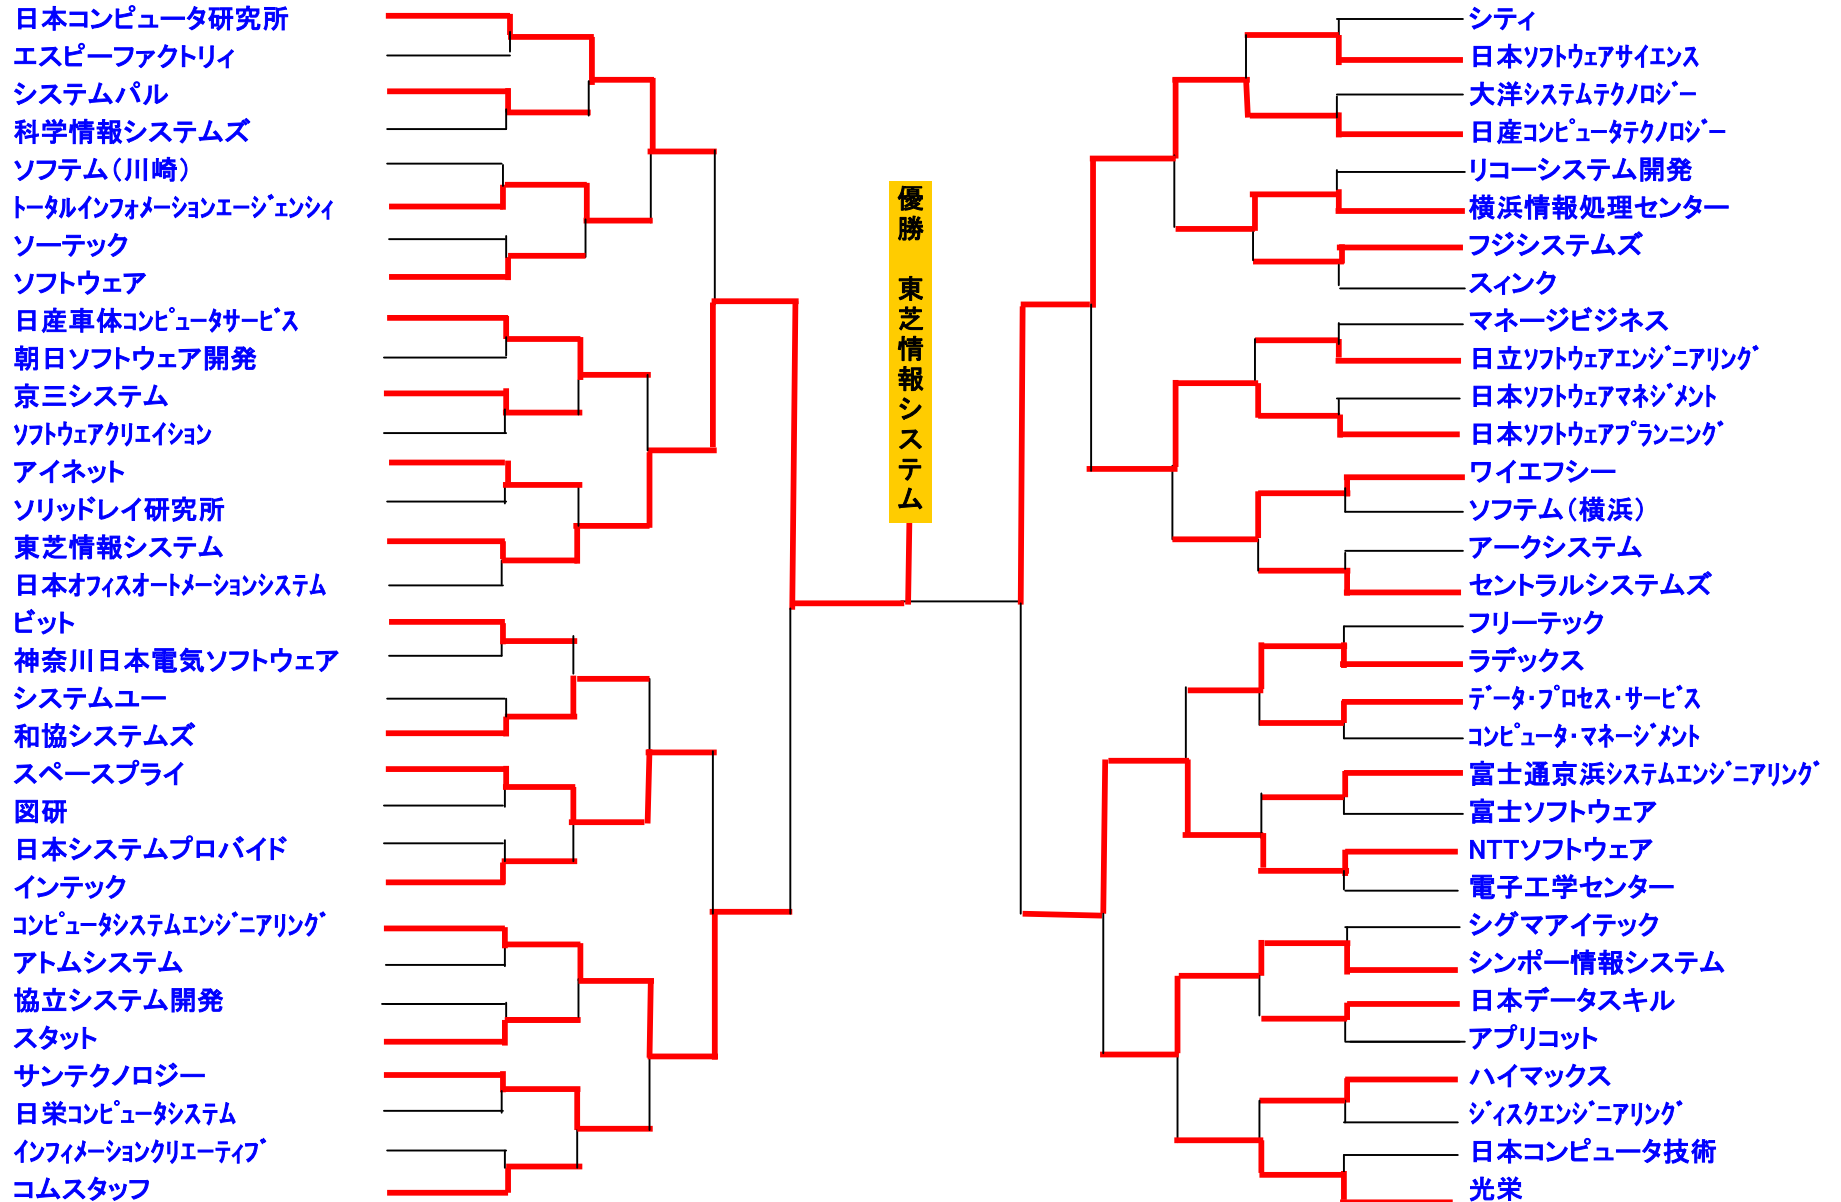 日本コンピュータ研究所
エスピーファクトリィ
システムパル
科学情報システムズ
ソフテム(川崎)
トータルインフォメーションエージェンシィ
ソーテック
ソフトウェア
日産車体コンピュータサービス
朝日ソフトウェア開発
京三システム
ソフトウェアクリエイション
アイネット
ソリッドレイ研究所
東芝情報システム
日本オフィスオートメーションシステム
ビット
神奈川日本電気ソフトウェア
システムユー
和協システムズ
スペースプライ
図研
日本システムプロバイド
インテック
コンピュータシステムエンジニアリング
アトムシステム
協立システム開発
スタット
サンテクノロジー
日栄コンピュータシステム
インフィメーションクリエーティブ
コムスタッフ
優勝 東芝情報システム
シティ
日本ソフトウェアサイエンス
大洋システムテクノロジー
日産コンピュータテクノロジー
リコーシステム開発
横浜情報処理センター
フジシステムズ
スィンク
マネージビジネス
日立ソフトウェアエンジニアリング
日本ソフトウェアマネジメント
日本ソフトウェアプランニング
ワイエフシー
ソフテム(横浜)
アークシステム
セントラルシステムズ
フリーテック
ラデックス
データ・プロセス・サービス
コンピュータ・マネージメント
富士通京浜システムエンジニアリング
富士ソフトウェア
NTTソフトウェア
電子工学センター
シグマアイテック
シンポー情報システム
日本データスキル
アプリコット
ハイマックス
ジィスクエンジニアリング
日本コンピュータ技術
光栄